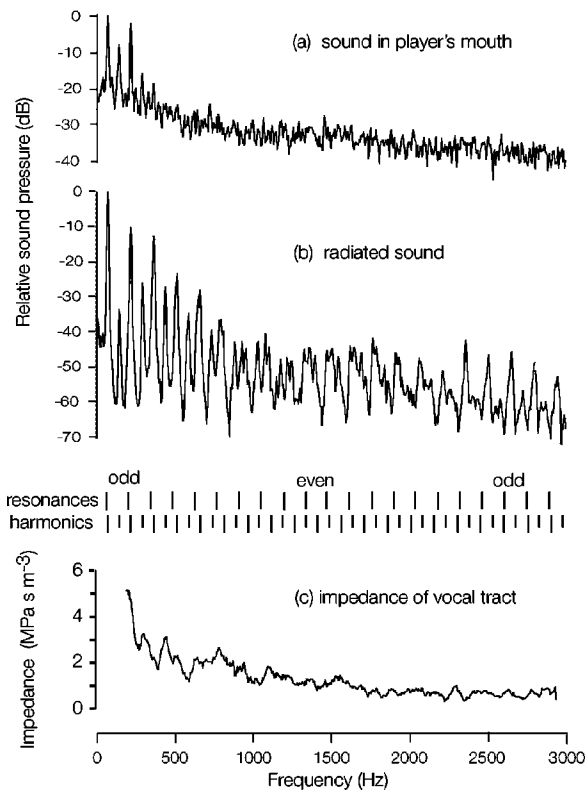 0
(a) sound in player's mouth
-10
-20
-30
-40
Relative sound pressure (dB)
0
-10
(b) radiated sound
-20
-30
-40
-50
-60
-70
odd even odd
resonances
harmonics
6
(c) impedance of vocal tract
4
2
0
Impedance (MPa s m⁻³)
0 500 1000 1500 2000 2500 3000
Frequency (Hz)